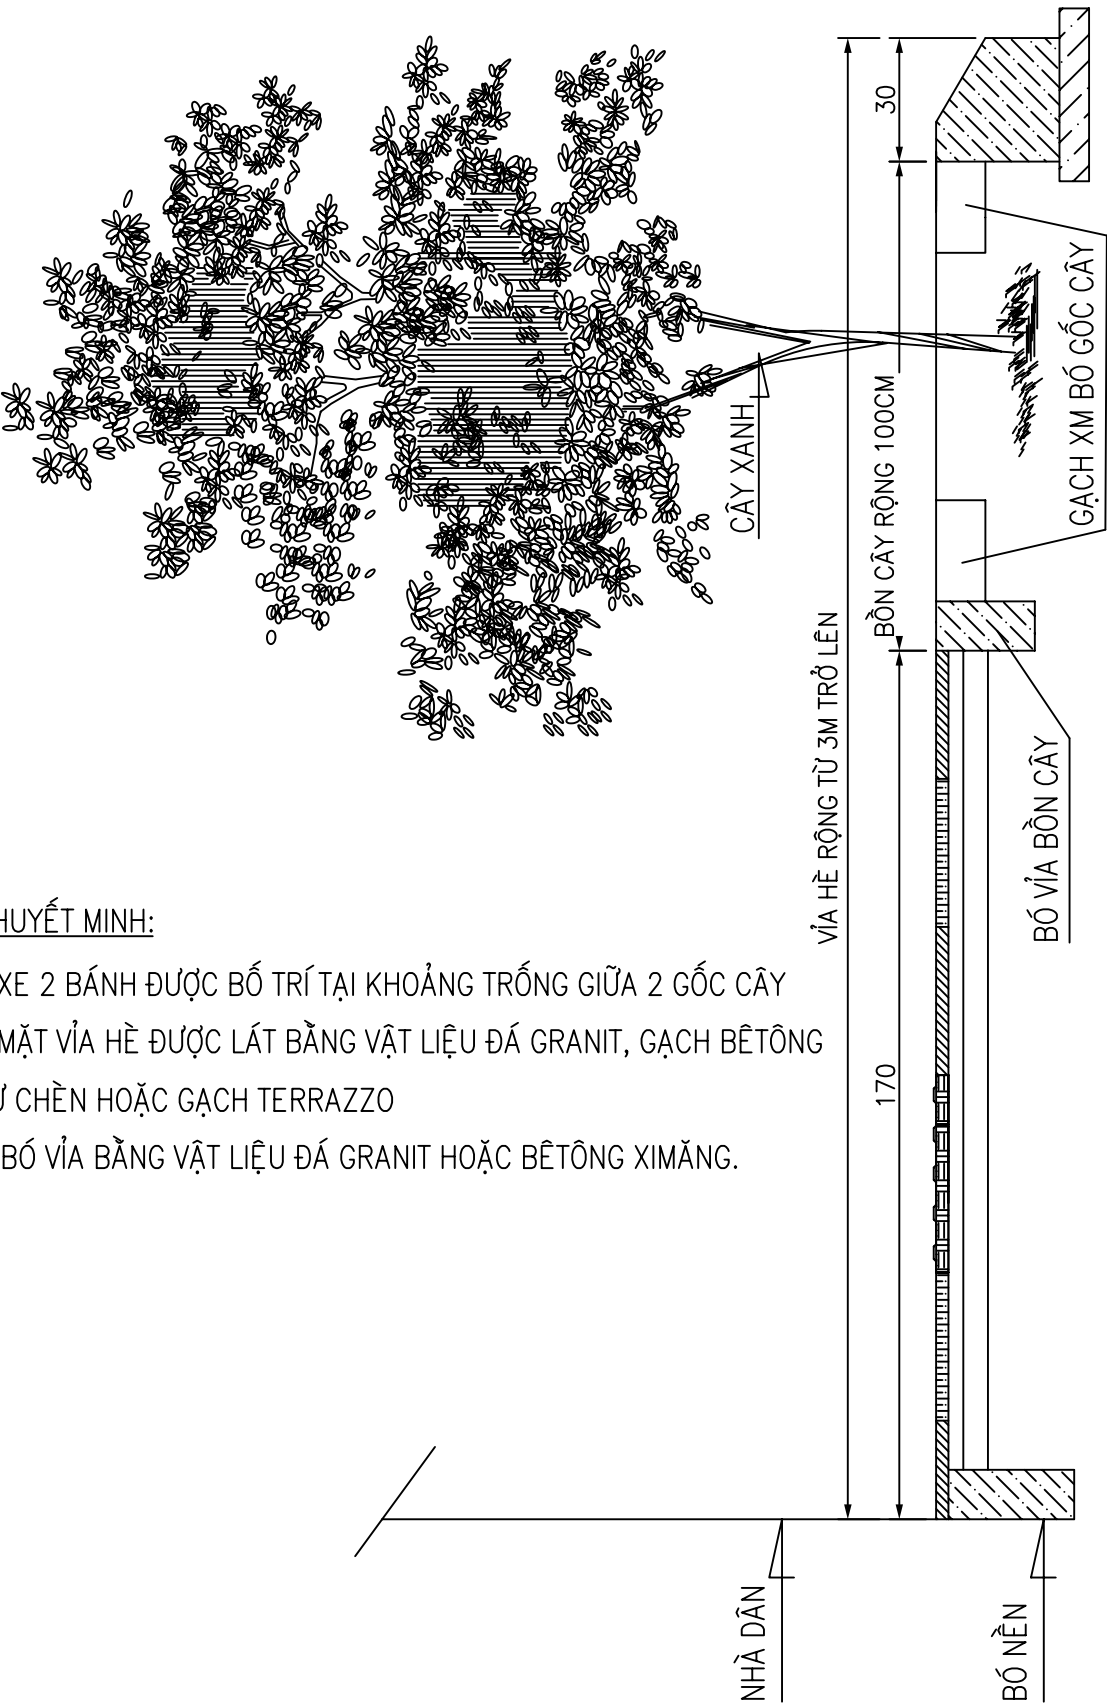 HUYẾT MINH:
XE 2 BÁNH ĐƯỢC BỐ TRÍ TẠI KHOẢNG TRỐNG GIỮA 2 GỐC CÂY
MẶT VỈA HÈ ĐƯỢC LÁT BẰNG VẬT LIỆU ĐÁ GRANIT, GẠCH BÊTÔNG
Ự CHÈN HOẶC GẠCH TERRAZZO
BÓ VỈA BẰNG VẬT LIỆU ĐÁ GRANIT HOẶC BÊTÔNG XIMĂNG.
NHÀ DÂN
CÂY XANH
VỈA HÈ RỘNG TỪ 3M TRỞ LÊN
170
BỒN CÂY RỘNG 100CM
30
BÓ NỀN
BÓ VỈA BỒN CÂY
GẠCH XM BÓ GỐC CÂY